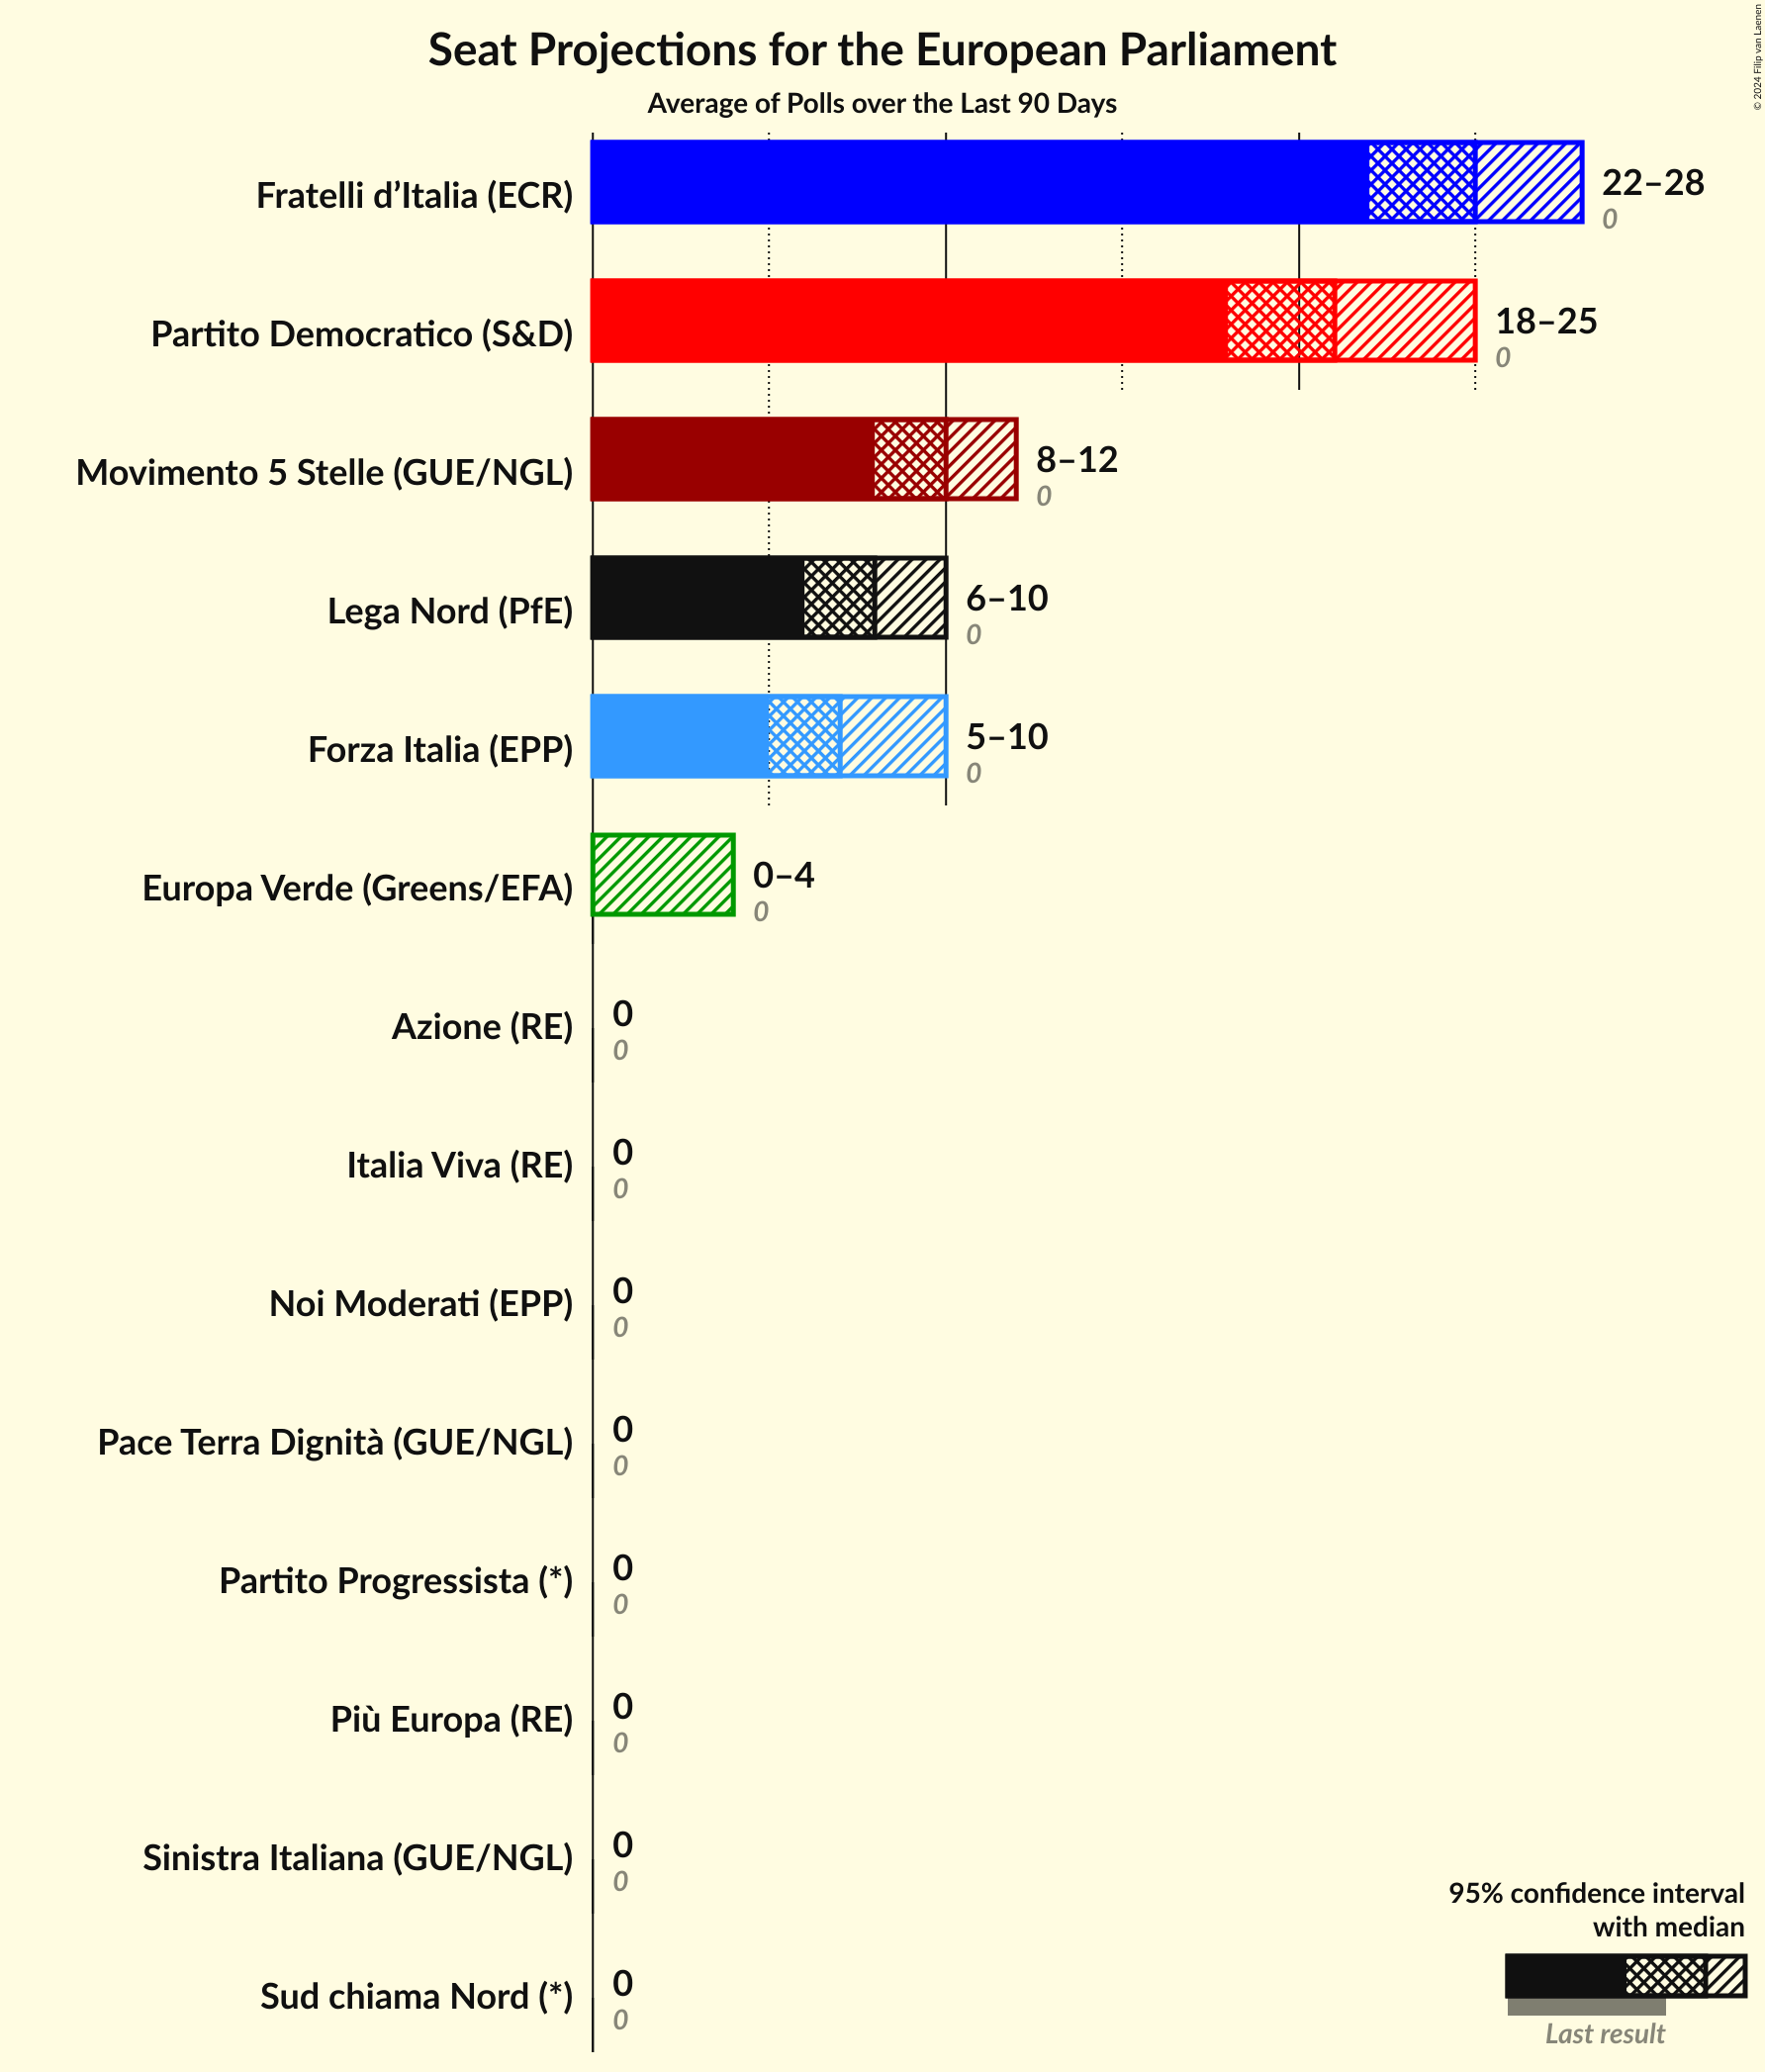 Seat Projections for the European Parliament
Average of Polls over the Last 90 Days
© 2024 Filip van Laenen
Fratelli d’Italia (ECR)
22–28
0
Partito Democratico (S&D)
18–25
0
Movimento 5 Stelle (GUE/NGL)
8–12
0
Lega Nord (PfE)
6–10
0
Forza Italia (EPP)
5–10
0
Europa Verde (Greens/EFA)
0–4
0
Azione (RE)
0
0
Italia Viva (RE)
0
0
Noi Moderati (EPP)
0
0
Pace Terra Dignità (GUE/NGL)
0
0
Partito Progressista (*)
0
0
Più Europa (RE)
0
0
Sinistra Italiana (GUE/NGL)
0
0
Sud chiama Nord (*)
0
0
95% confidence interval
with median
Last result